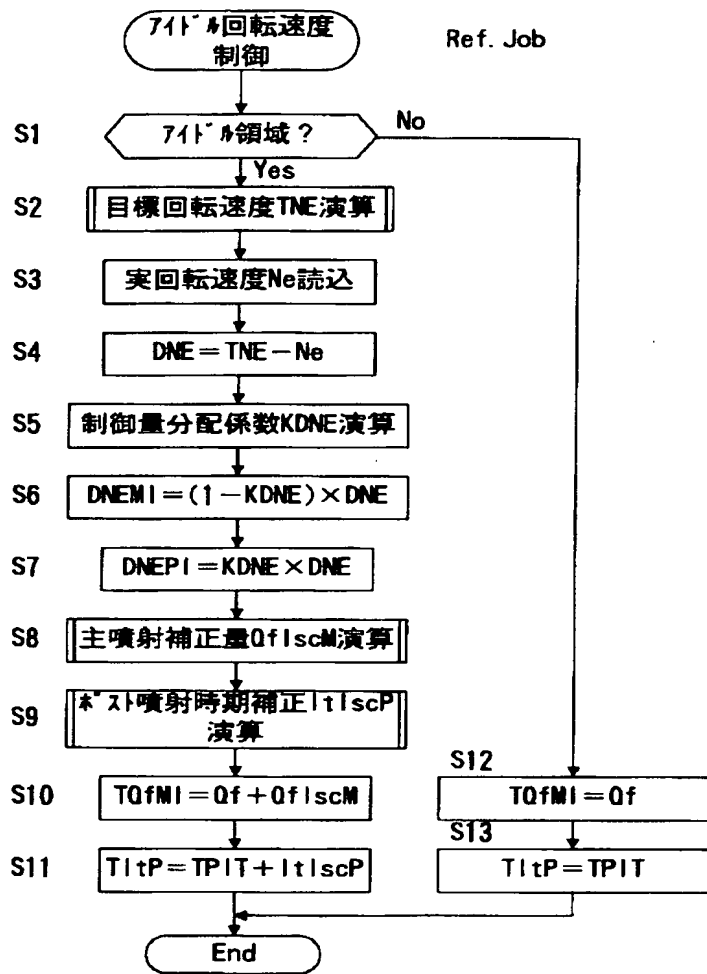 アイドル回転速度
制御
Ref. Job
S1
アイドル領域?
No
Yes
S2
目標回転速度TNE演算
S3
実回転速度Ne読込
S4
DNE=TNE-Ne
S5
制御量分配係数KDNE演算
S6
DNEMI=(1-KDNE)×DNE
S7
DNEPI=KDNE×DNE
S8
主噴射補正量QfIscM演算
S9
ポスト噴射時期補正ItIscP
演算
S10
TQfMI=Qf+QfIscM
S12
TQfMI=Qf
S11
TItP=TPIT+ItIscP
S13
TItP=TPIT
End